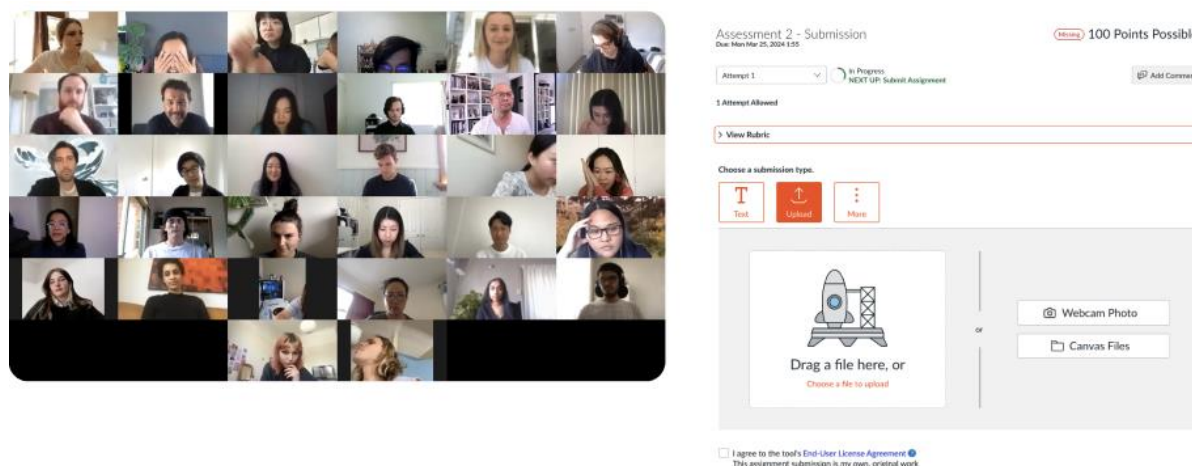 Assessment 2 - Submission
Due: Mon Mar 25, 2024 1:55
Missing
100 Points Possible
Attempt 1
In Progress
NEXT UP: Submit Assignment
Add Commen
1 Attempt Allowed
View Rubric
Choose a submission type.
Text
Upload
More
Drag a file here, or
Choose a file to upload
or
Webcam Photo
Canvas Files
I agree to the tool's End-User License Agreement
This assignment submission is my own, original work